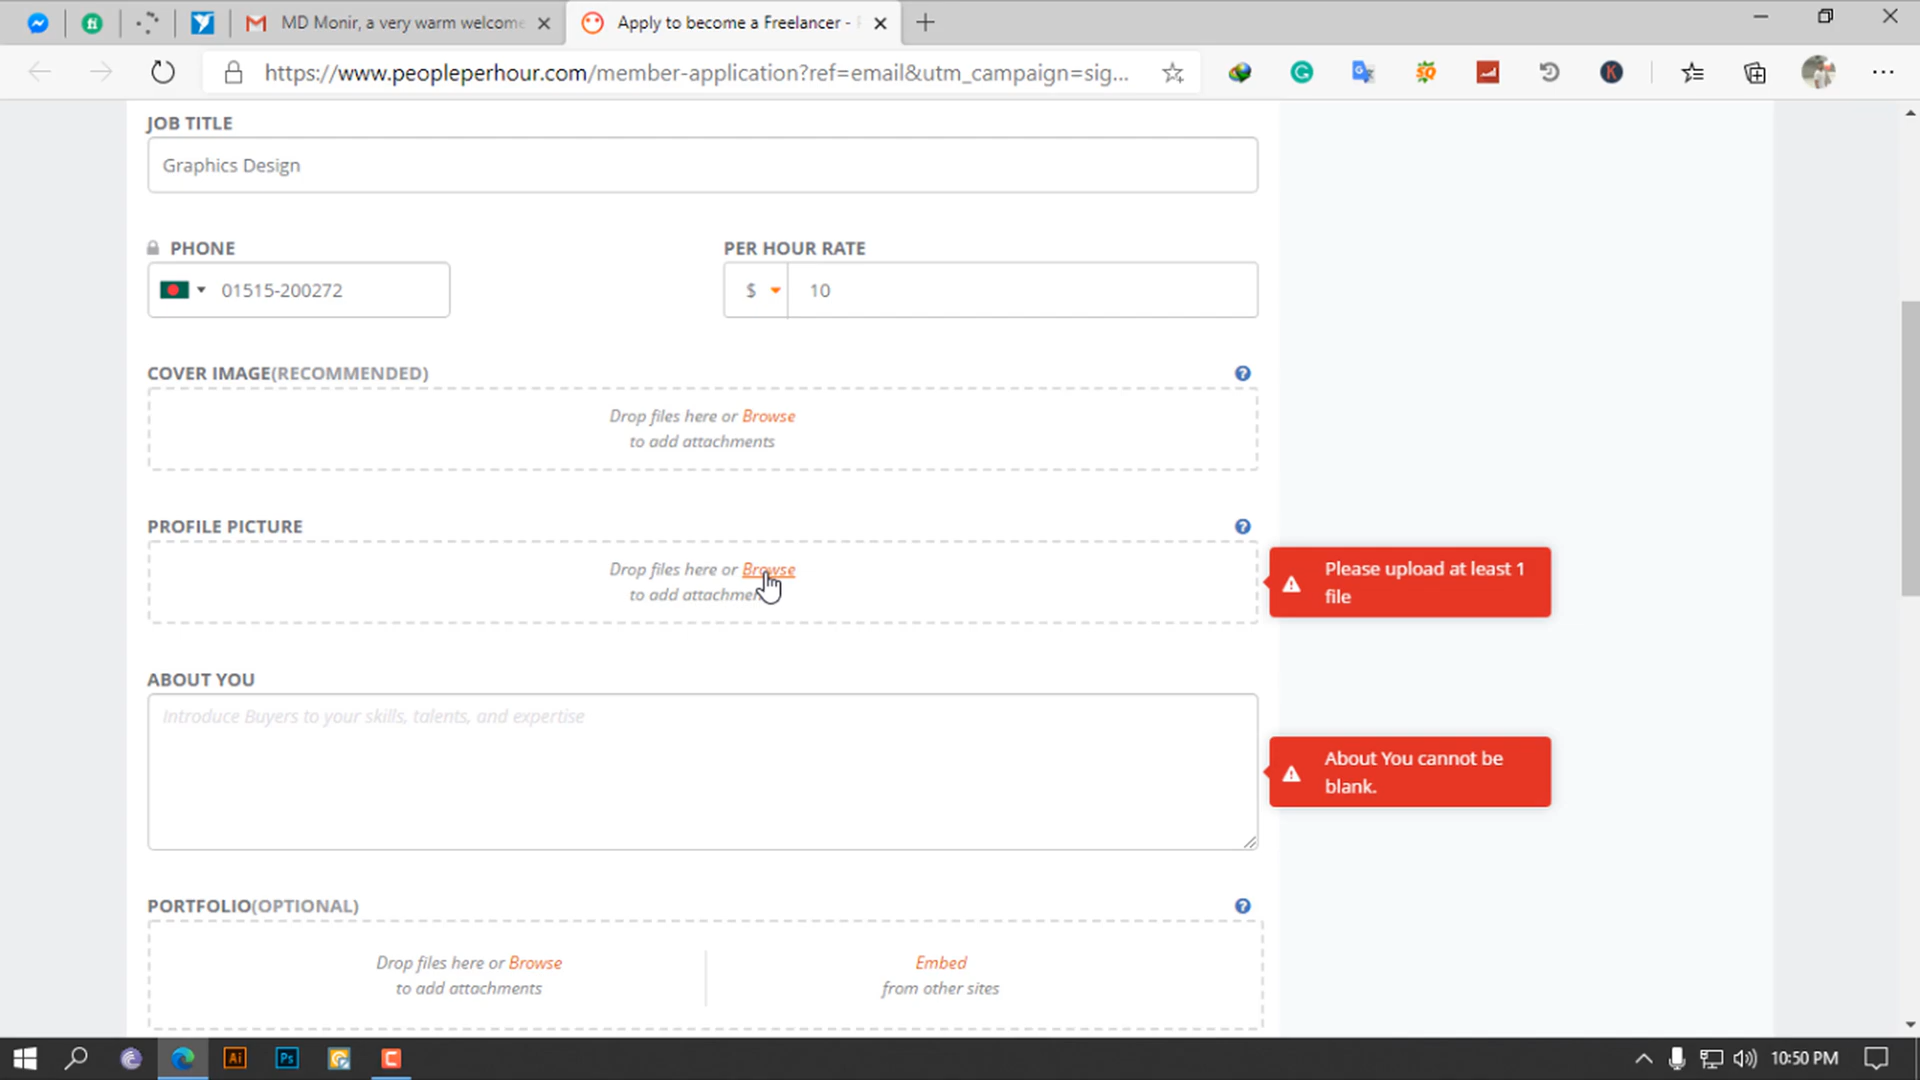 MD Monir, a very warm welcome
Apply to become a Freelancer -
https://www.peopleperhour.com/member-application?ref=email&utm_campaign=sig...
JOB TITLE
Graphics Design
PHONE
PER HOUR RATE
01515-200272
$
10
COVER IMAGE(RECOMMENDED)
Drop files here or Browse
to add attachments
PROFILE PICTURE
Drop files here or Browse
to add attachmen
Please upload at least 1
file
ABOUT YOU
Introduce Buyers to your skills, talents, and expertise
About You cannot be
blank.
PORTFOLIO(OPTIONAL)
Drop files here or Browse
to add attachments
Embed
from other sites
Ai
Ps
C
10:50 PM